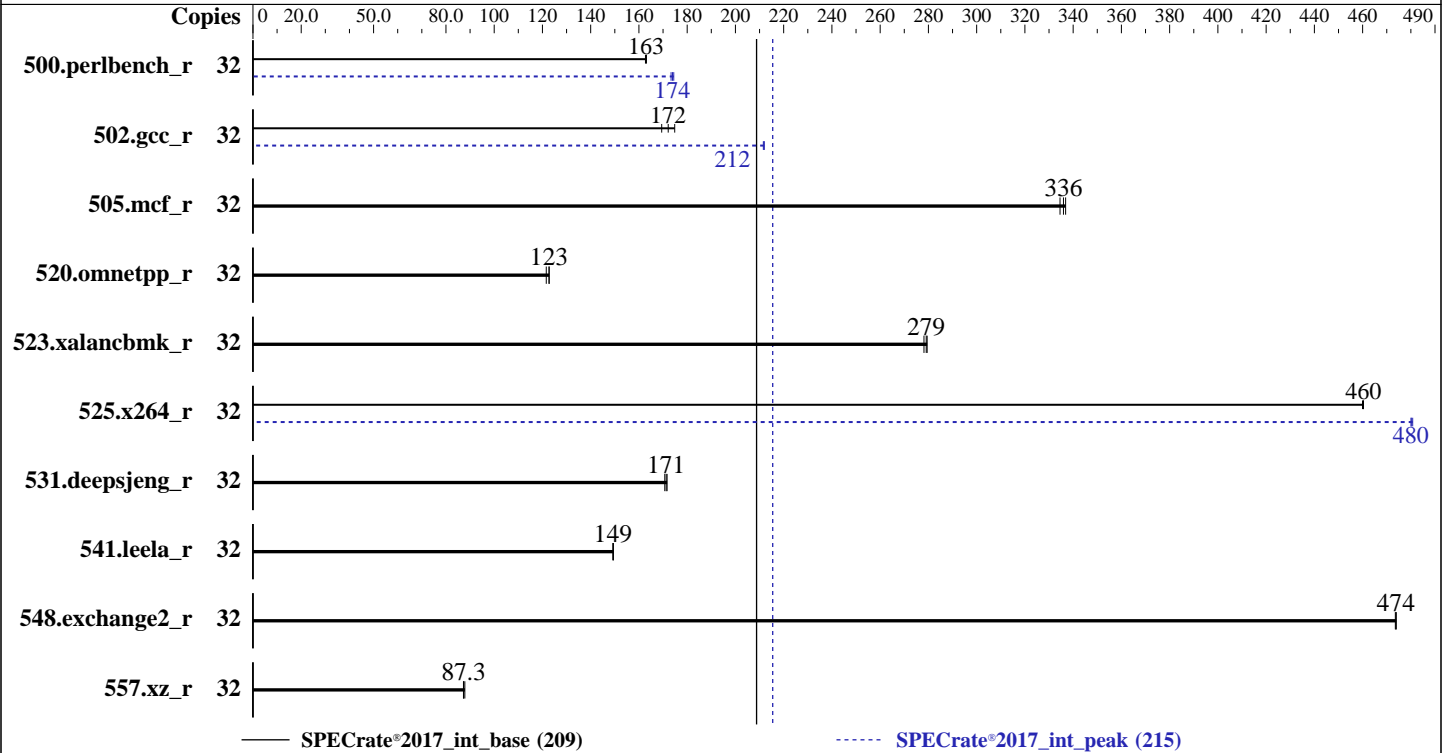 Copies 0 20.0 50.0 80.0 100 120 140 160 180 200 220 240 260 280 300 320 340 360 380 400 420 440 460 490
163
500.perlbench_r 32
174
172
502.gcc_r 32
212
336
505.mcf_r 32
123
520.omnetpp_r 32
279
523.xalancbmk_r 32
460
525.x264_r 32
480
171
531.deepsjeng_r 32
149
541.leela_r 32
474
548.exchange2_r 32
87.3
557.xz_r 32
SPECrate®2017_int_base (209) SPECrate®2017_int_peak (215)